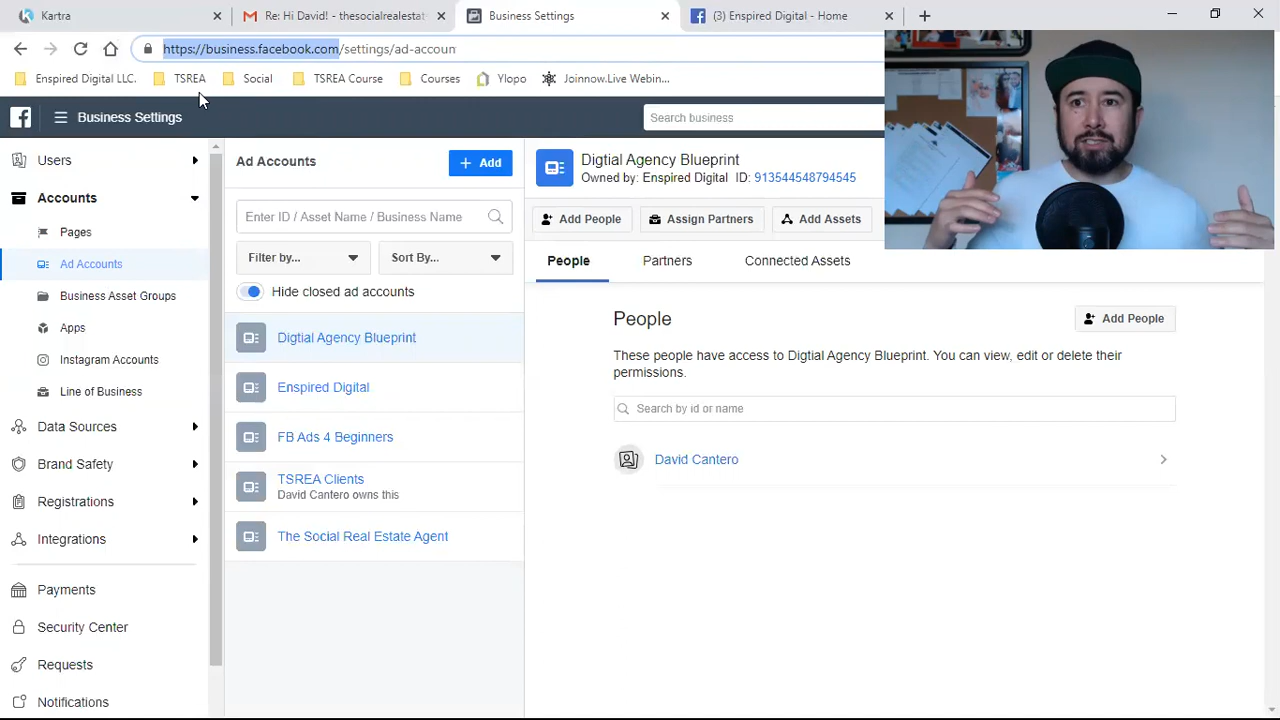 Kartra
Re: Hi David! - thesocialrealestat
Business Settings
(3) Enspired Digital - Home
https://business.facebook.com/settings/ad-accoun
Enspired Digital LLC.
TSREA
Social
TSREA Course
Courses
Ylopo
Joinnow.Live Webin...
Business Settings
Search business
Users
Accounts
Pages
Ad Accounts
Business Asset Groups
Apps
Instagram Accounts
Line of Business
Data Sources
Brand Safety
Registrations
Integrations
Payments
Security Center
Requests
Notifications
Ad Accounts
+ Add
Enter ID / Asset Name / Business Name
Filter by...
Sort By...
Hide closed ad accounts
Digtial Agency Blueprint
Enspired Digital
FB Ads 4 Beginners
TSREA Clients
David Cantero owns this
The Social Real Estate Agent
Digtial Agency Blueprint
Owned by: Enspired Digital ID: 913544548794545
Add People
Assign Partners
Add Assets
People
Partners
Connected Assets
People
Add People
These people have access to Digtial Agency Blueprint. You can view, edit or delete their
permissions.
Search by id or name
David Cantero